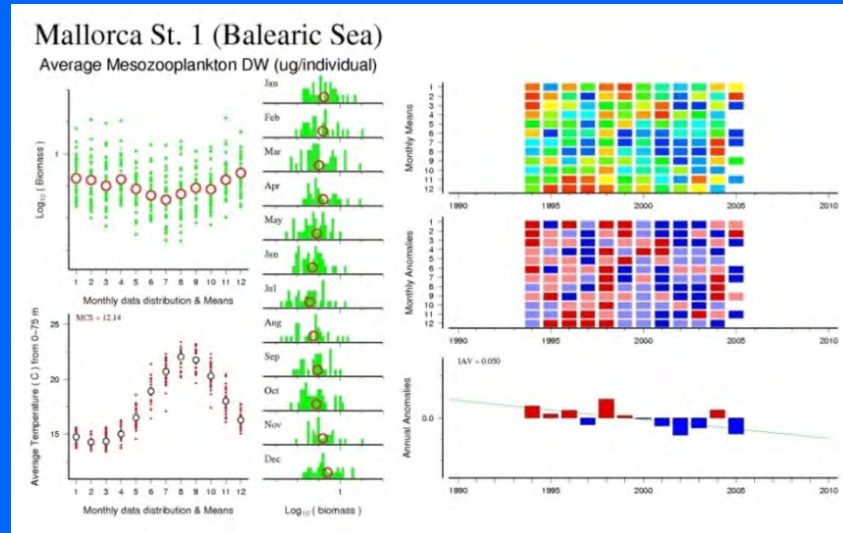 Mallorca St. 1 (Balearic Sea)
Average Mesozooplankton DW (ug/individual)
Log₁₀ ( Biomass )
1
1 2 3 4 5 6 7 8 9 10 11 12
Monthly data distribution & Means
Average Temperature ( C ) from 0–75 m
MCS = 12.14
25
20
15
1 2 3 4 5 6 7 8 9 10 11 12
Monthly data distribution & Means
Jan
Feb
Mar
Apr
May
Jun
Jul
Aug
Sep
Oct
Nov
Dec
1
Log₁₀ ( biomass )
Monthly Means
1
2
3
4
5
6
7
8
9
10
11
12
1990 1995 2000 2005 2010
Monthly Anomalies
1
2
3
4
5
6
7
8
9
10
11
12
1990 1995 2000 2005 2010
Annual Anomalies
IAV = 0.050
0.0
1990 1995 2000 2005 2010